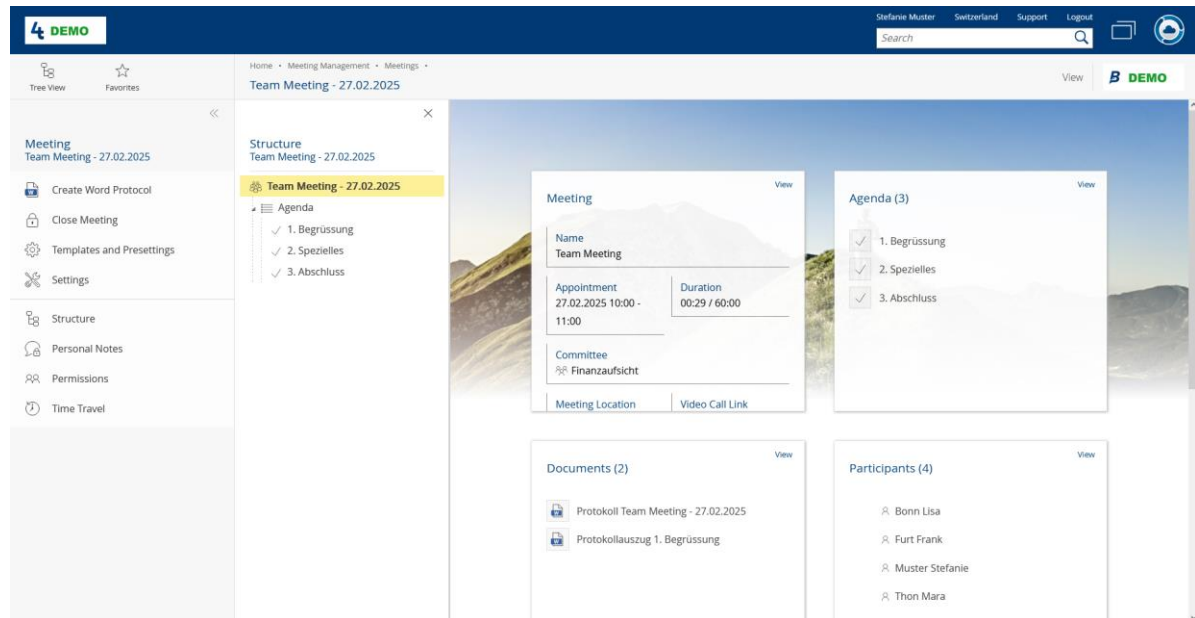 4 DEMO
Stefanie Muster Switzerland Support Logout
Search
Tree View Favorites
Home • Meeting Management • Meetings •
Team Meeting - 27.02.2025
View
B DEMO
Meeting
Team Meeting - 27.02.2025
Create Word Protocol
Close Meeting
Templates and Presettings
Settings
Structure
Personal Notes
Permissions
Time Travel
Structure
Team Meeting - 27.02.2025
Team Meeting - 27.02.2025
Agenda
1. Begrüssung
2. Spezielles
3. Abschluss
View
Meeting
Name
Team Meeting
Appointment
27.02.2025 10:00 -
11:00
Duration
00:29 / 60:00
Committee
Finanzaufsicht
Meeting Location
Video Call Link
View
Agenda (3)
1. Begrüssung
2. Spezielles
3. Abschluss
View
Documents (2)
Protokoll Team Meeting - 27.02.2025
Protokollauszug 1. Begrüssung
View
Participants (4)
Bonn Lisa
Furt Frank
Muster Stefanie
Thon Mara